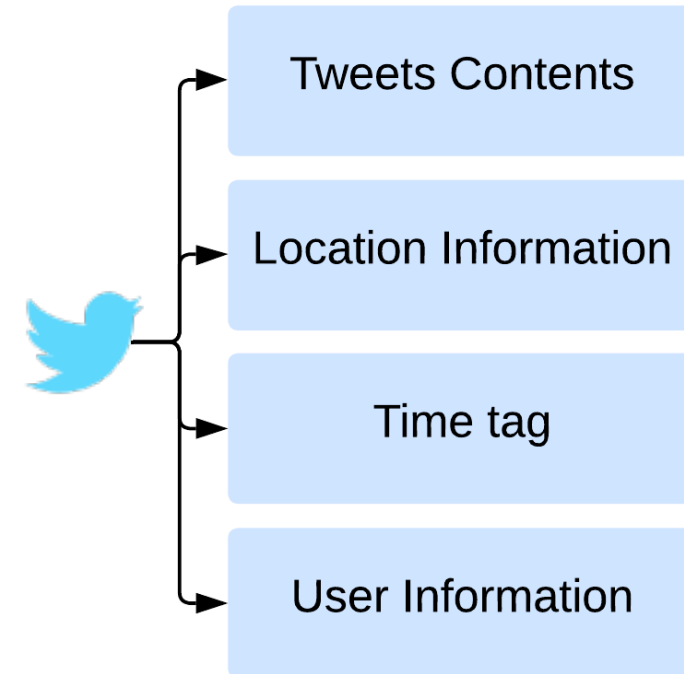 Tweets Contents
Location Information
Time tag
User Information